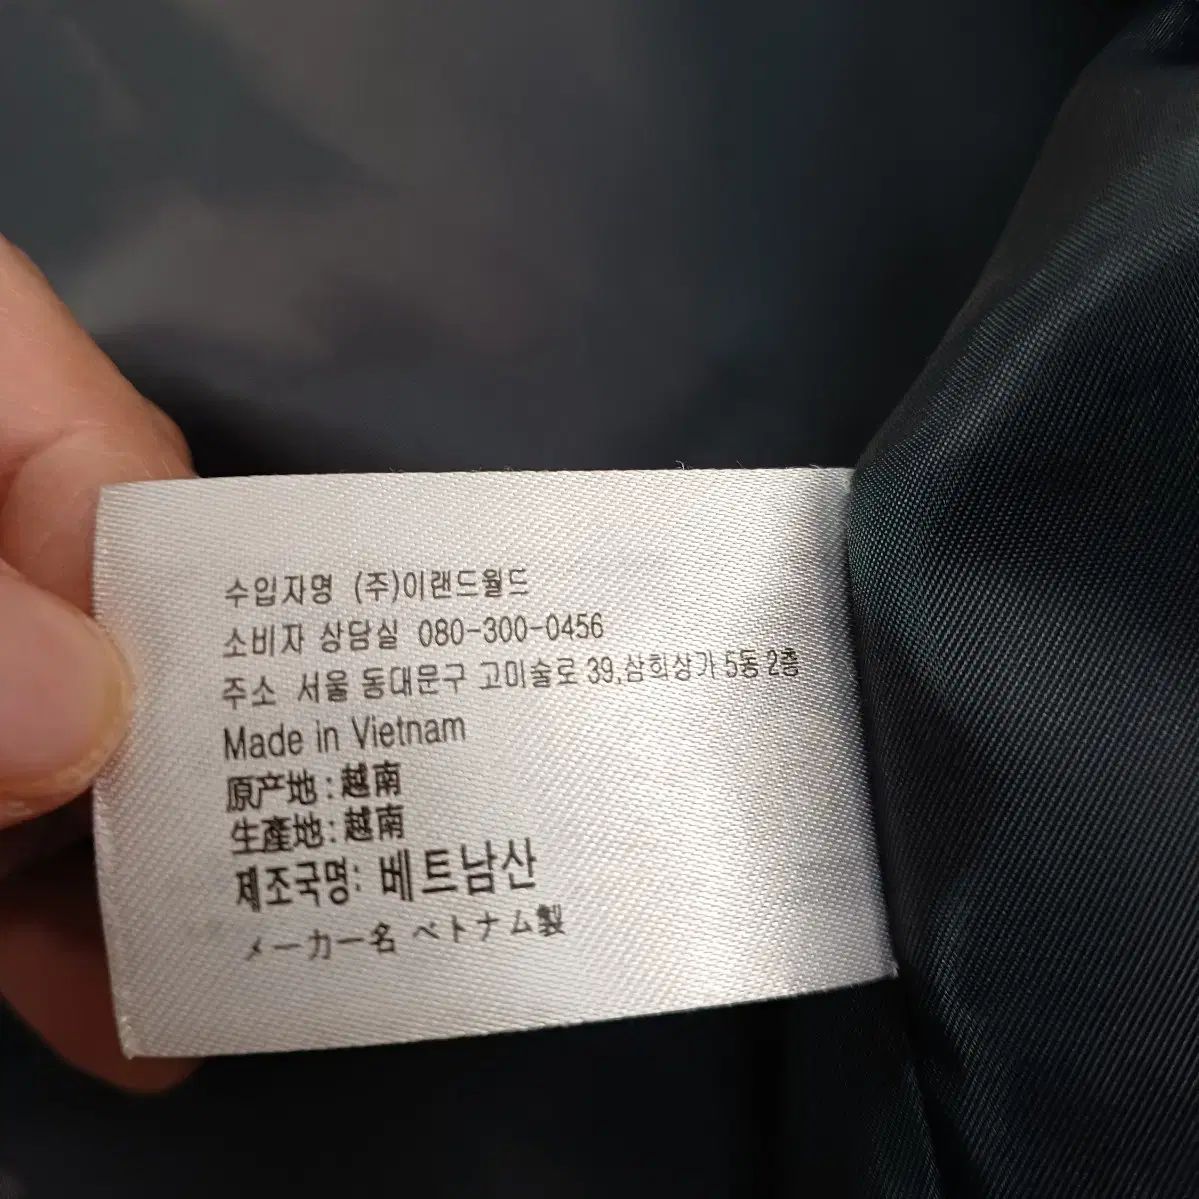 수입자명 (주)이랜드월드
소비자 상담실 080-300-0456
주소 서울 동대문구 고미술로 39,삼희상가 5동 2층
Made in Vietnam
原产地:越南
生產地:越南
제조국명: 베트남산
メーカー名 ベトナム製